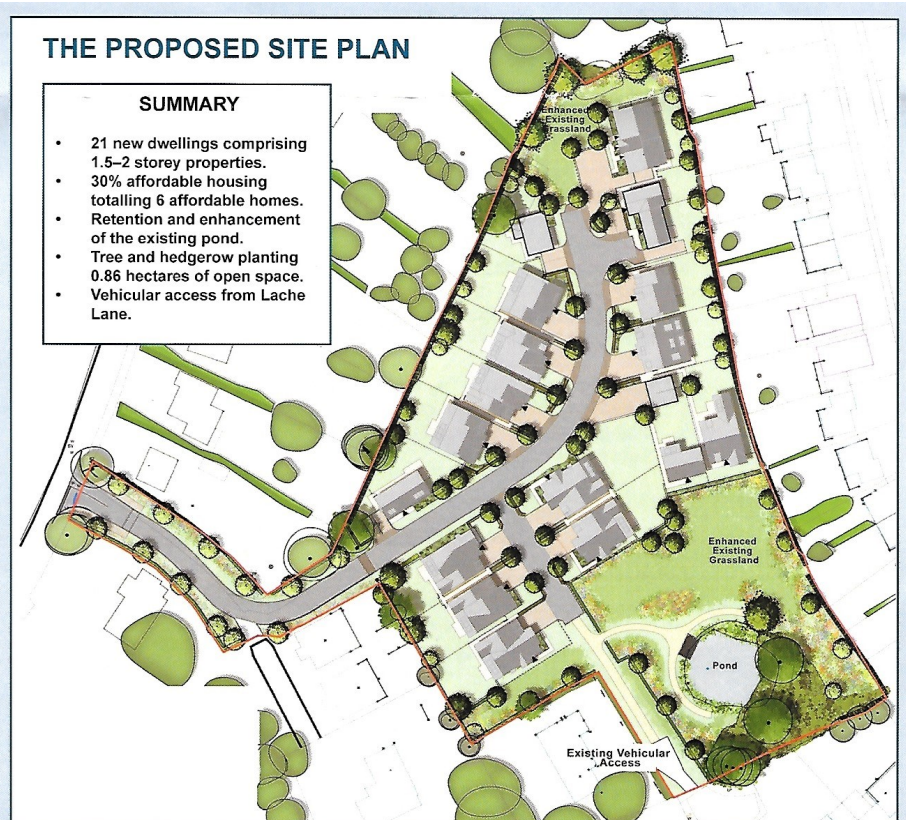 THE PROPOSED SITE PLAN
SUMMARY
• 21 new dwellings comprising
1.5–2 storey properties.
• 30% affordable housing
totalling 6 affordable homes.
• Retention and enhancement
of the existing pond.
• Tree and hedgerow planting
0.86 hectares of open space.
• Vehicular access from Lache
Lane.
Enhanced
Existing
Grassland
Enhanced
Existing
Grassland
Pond
Existing Vehicular
Access